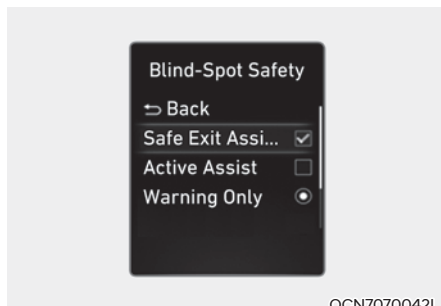 Blind-Spot Safety
Back
Safe Exit Assi...
Active Assist
Warning Only
OCN7070042L